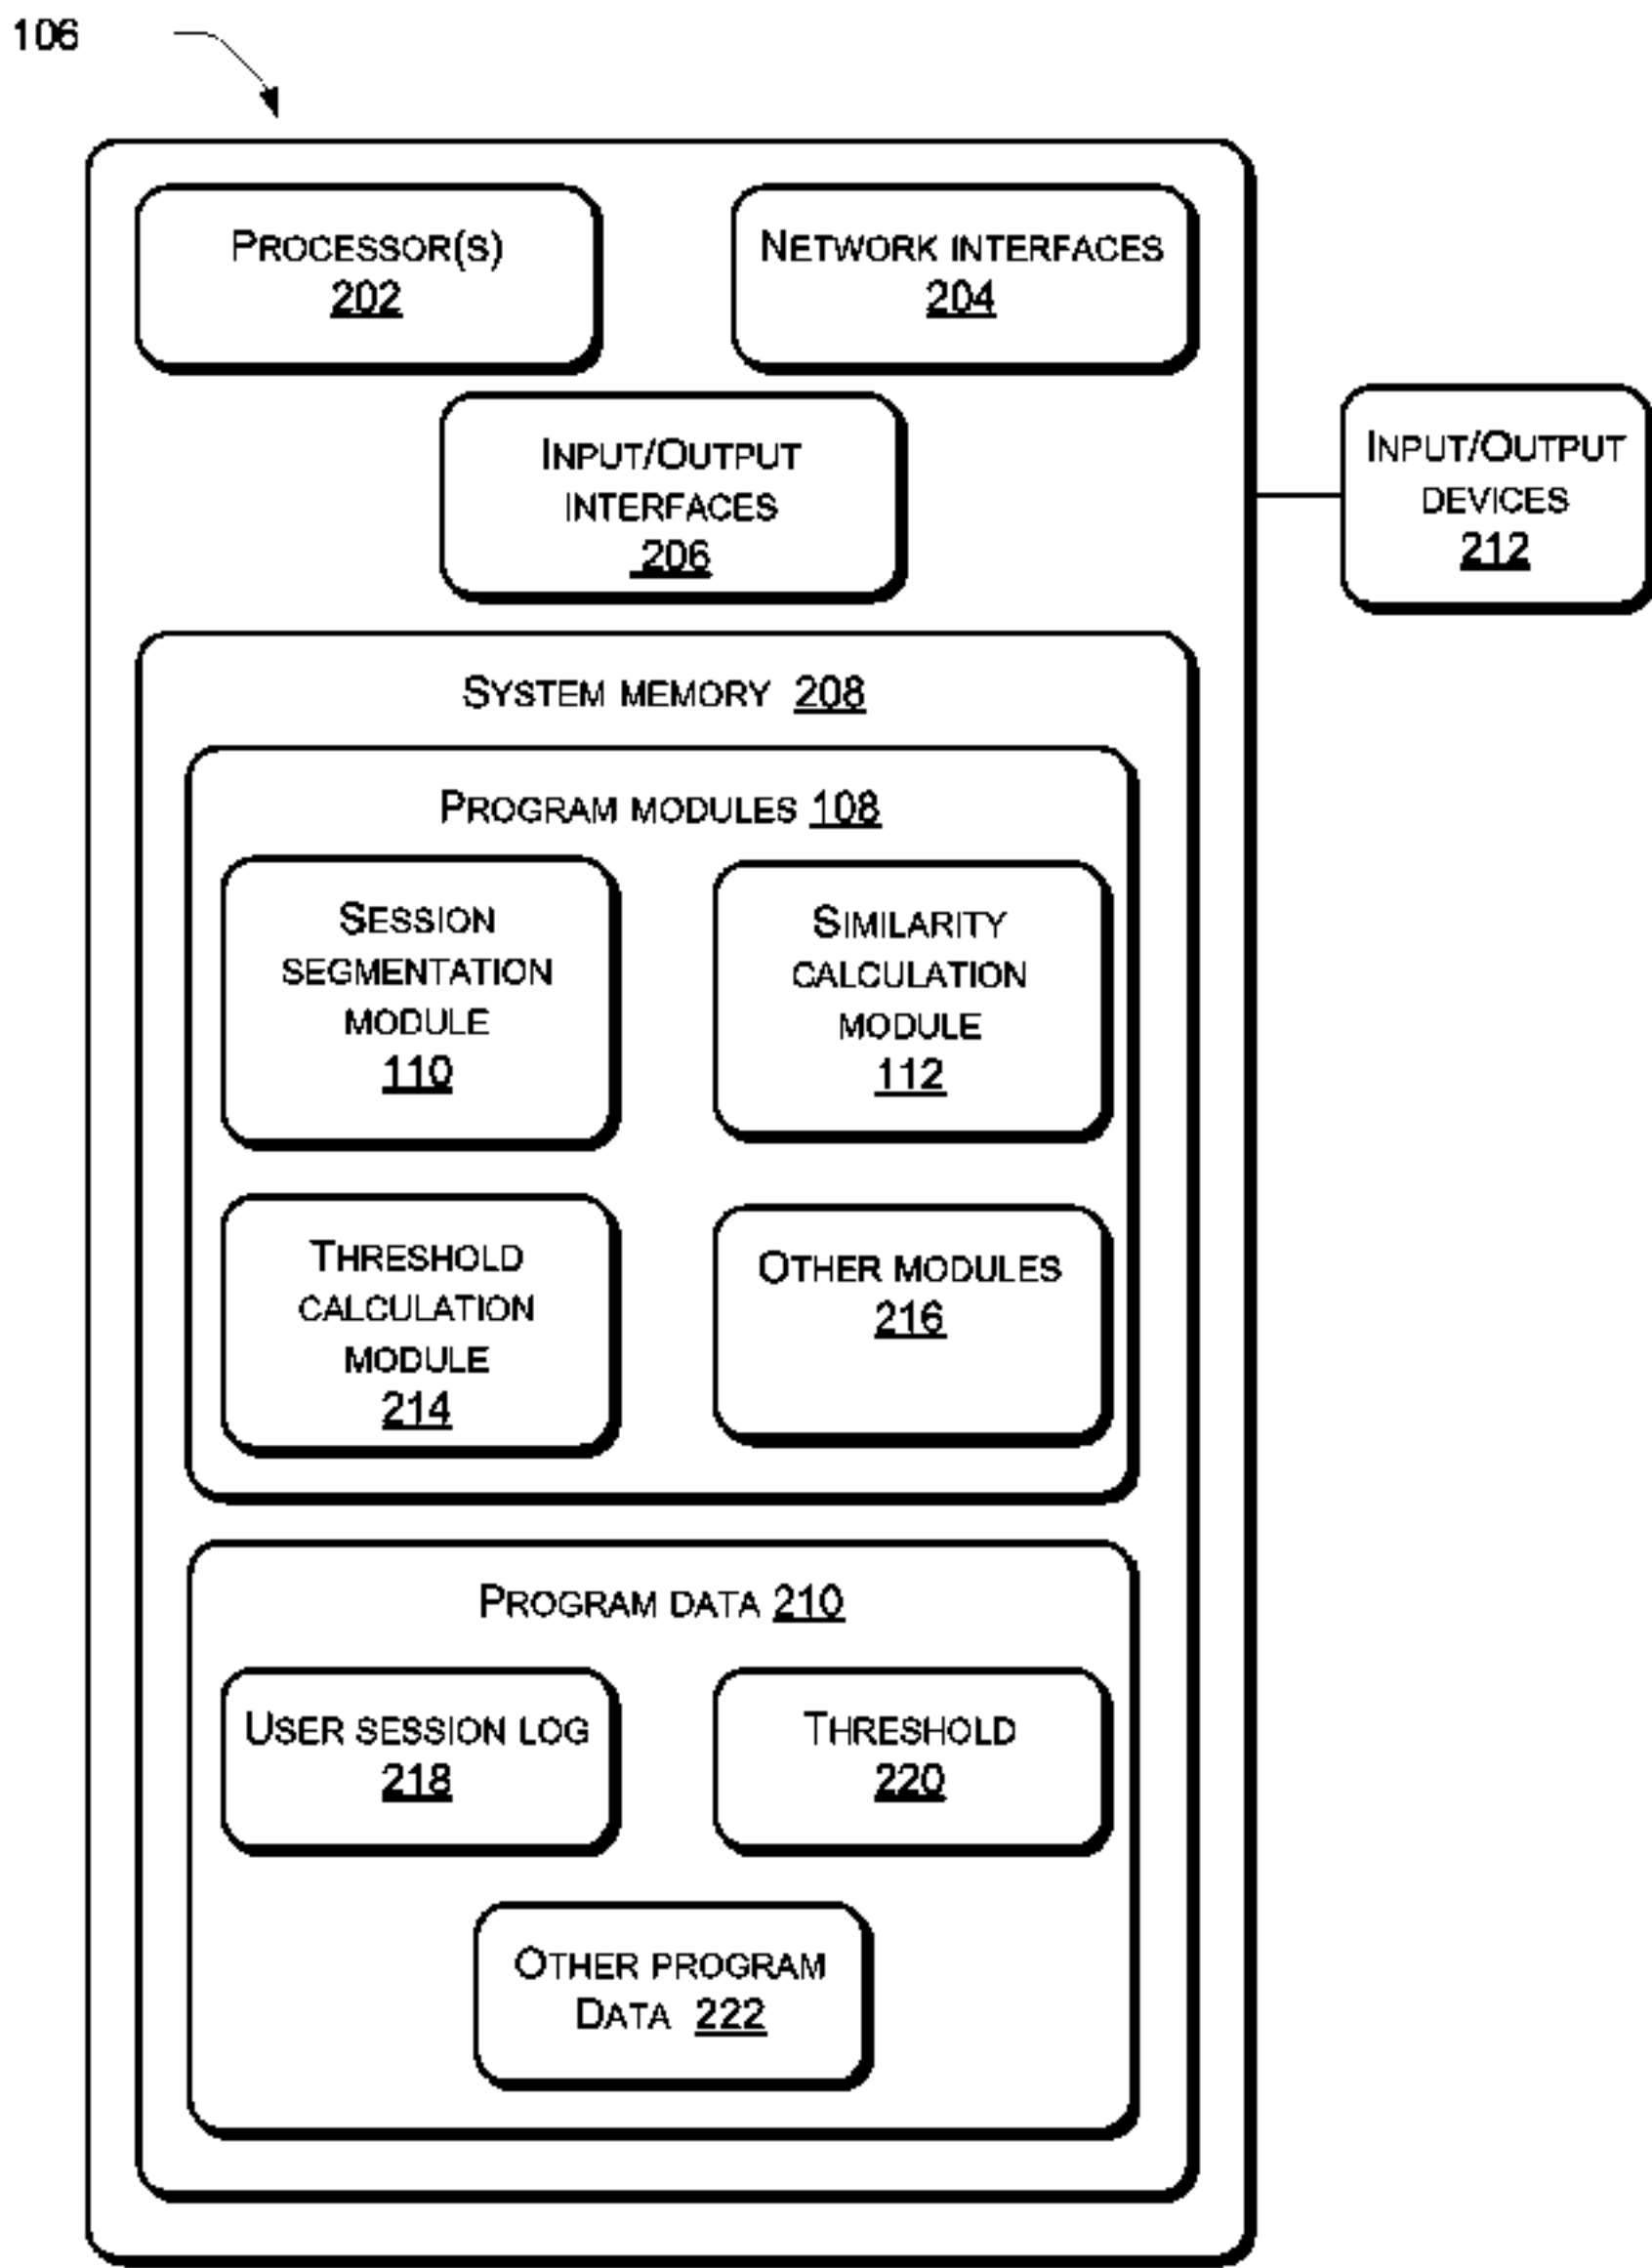 106
PROCESSOR(S)
202
NETWORK INTERFACES
204
INPUT/OUTPUT
INTERFACES
206
INPUT/OUTPUT
DEVICES
212
SYSTEM MEMORY 208
PROGRAM MODULES 108
SESSION
SEGMENTATION
MODULE
110
SIMILARITY
CALCULATION
MODULE
112
THRESHOLD
CALCULATION
MODULE
214
OTHER MODULES
216
PROGRAM DATA 210
USER SESSION LOG
218
THRESHOLD
220
OTHER PROGRAM
DATA 222